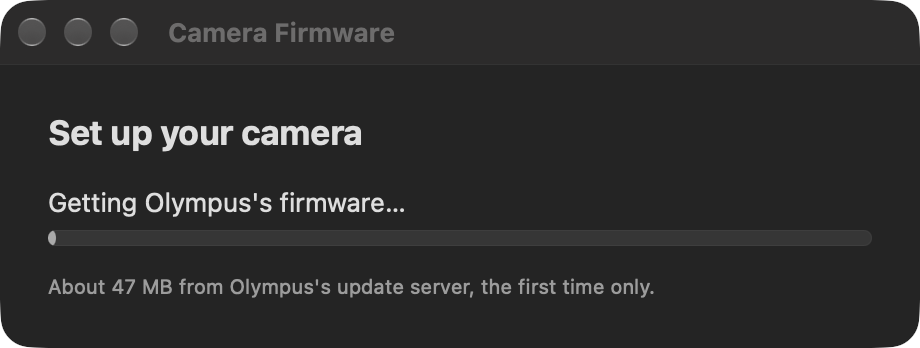 Camera Firmware
Set up your camera
Getting Olympus's firmware...
About 47 MB from Olympus's update server, the first time only.